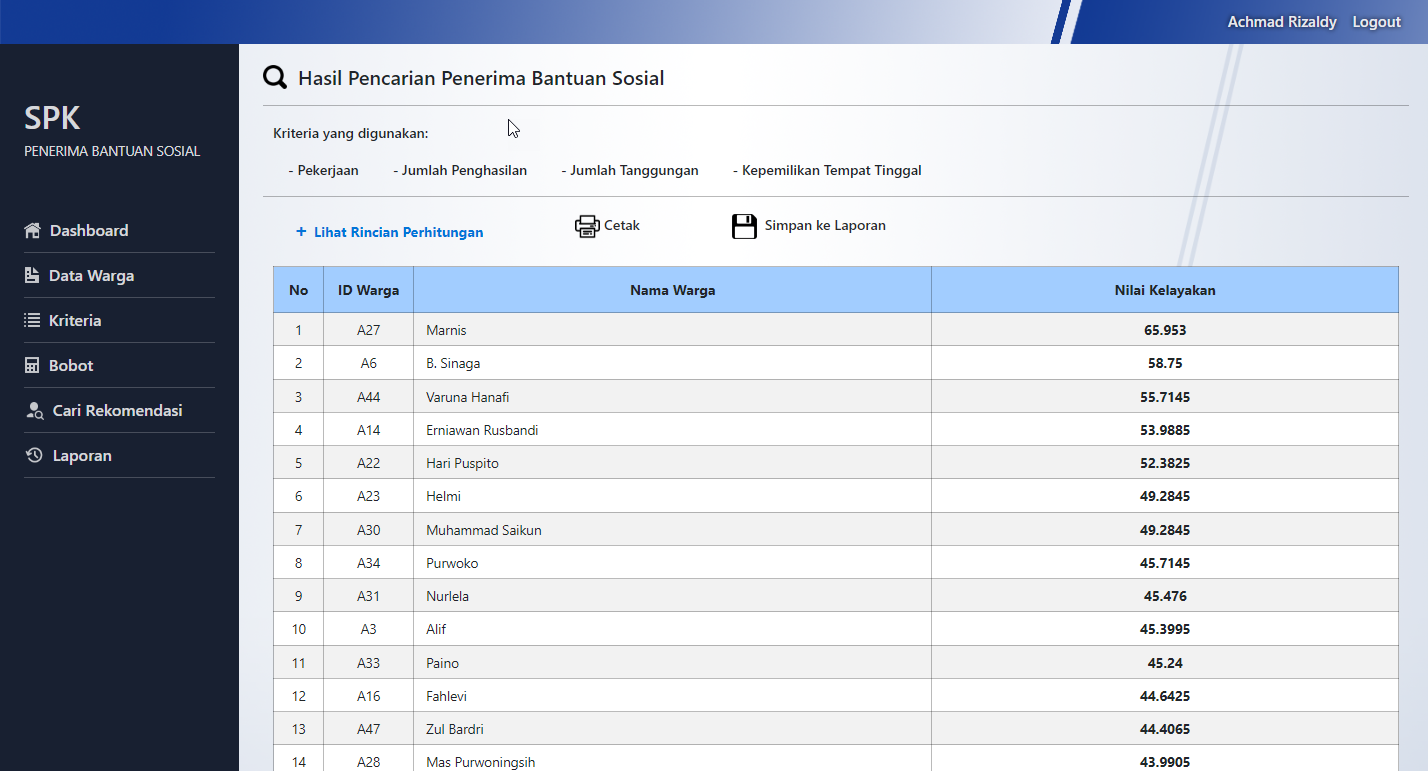 Achmad Rizaldy Logout
SPK
PENERIMA BANTUAN SOSIAL
Dashboard
Data Warga
Kriteria
Bobot
Cari Rekomendasi
Laporan
Hasil Pencarian Penerima Bantuan Sosial
Kriteria yang digunakan:
- Pekerjaan - Jumlah Penghasilan - Jumlah Tanggungan - Kepemilikan Tempat Tinggal
+ Lihat Rincian Perhitungan Cetak Simpan ke Laporan
No ID Warga Nama Warga Nilai Kelayakan
1 A27 Marnis 65.953
2 A6 B. Sinaga 58.75
3 A44 Varuna Hanafi 55.7145
4 A14 Erniawan Rusbandi 53.9885
5 A22 Hari Puspito 52.3825
6 A23 Helmi 49.2845
7 A30 Muhammad Saikun 49.2845
8 A34 Purwoko 45.7145
9 A31 Nurlela 45.476
10 A3 Alif 45.3995
11 A33 Paino 45.24
12 A16 Fahlevi 44.6425
13 A47 Zul Bardri 44.4065
14 A28 Mas Purwoningsih 43.9905